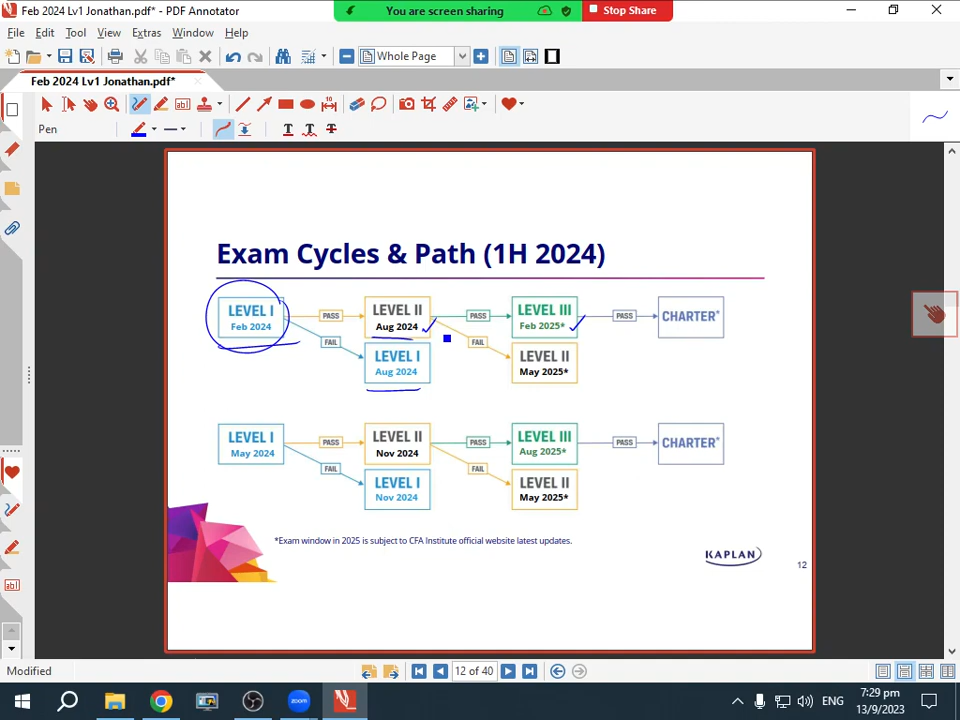 Feb 2024 Lv1 Jonathan.pdf* - PDF Annotator
You are screen sharing
Stop Share
File Edit Tool View Extras Window Help
Whole Page
Feb 2024 Lv1 Jonathan.pdf*
Pen
Exam Cycles & Path (1H 2024)
LEVEL I
Feb 2024
PASS
LEVEL II
Aug 2024
PASS
LEVEL III
Feb 2025*
PASS
CHARTER*
FAIL
LEVEL I
Aug 2024
FAIL
LEVEL II
May 2025*
LEVEL I
May 2024
PASS
LEVEL II
Nov 2024
PASS
LEVEL III
Aug 2025*
PASS
CHARTER*
FAIL
LEVEL I
Nov 2024
FAIL
LEVEL II
May 2025*
*Exam window in 2025 is subject to CFA Institute official website latest updates.
KAPLAN
12
Modified
12 of 40
zoom
ENG
7:29 pm
13/9/2023